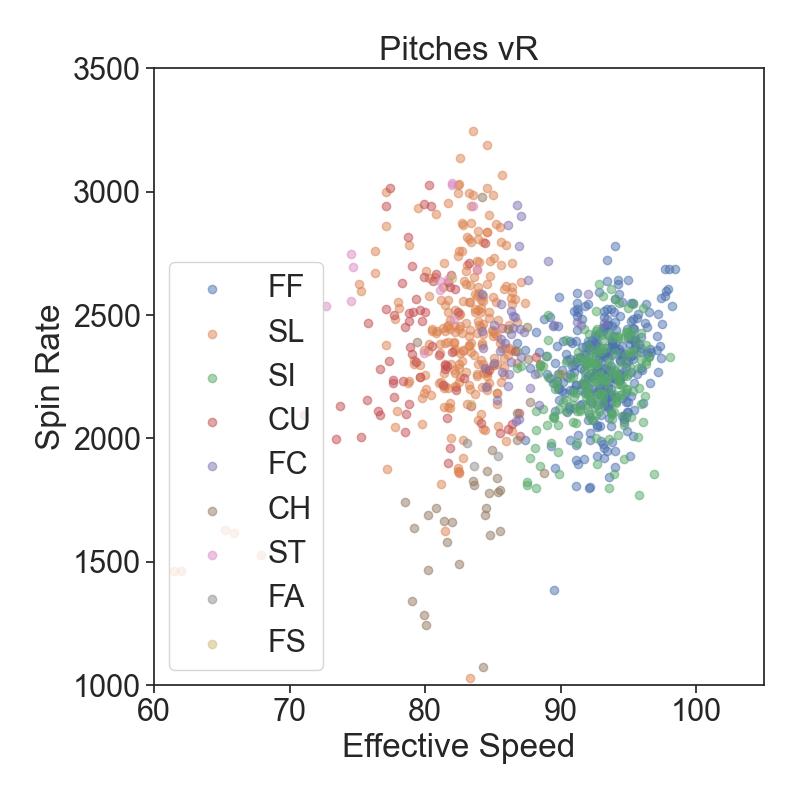 Pitches vR
3500
3000
2500
2000
1500
1000
Spin Rate
FF
SL
SI
CU
FC
CH
ST
FA
FS
60 70 80 90 100
Effective Speed